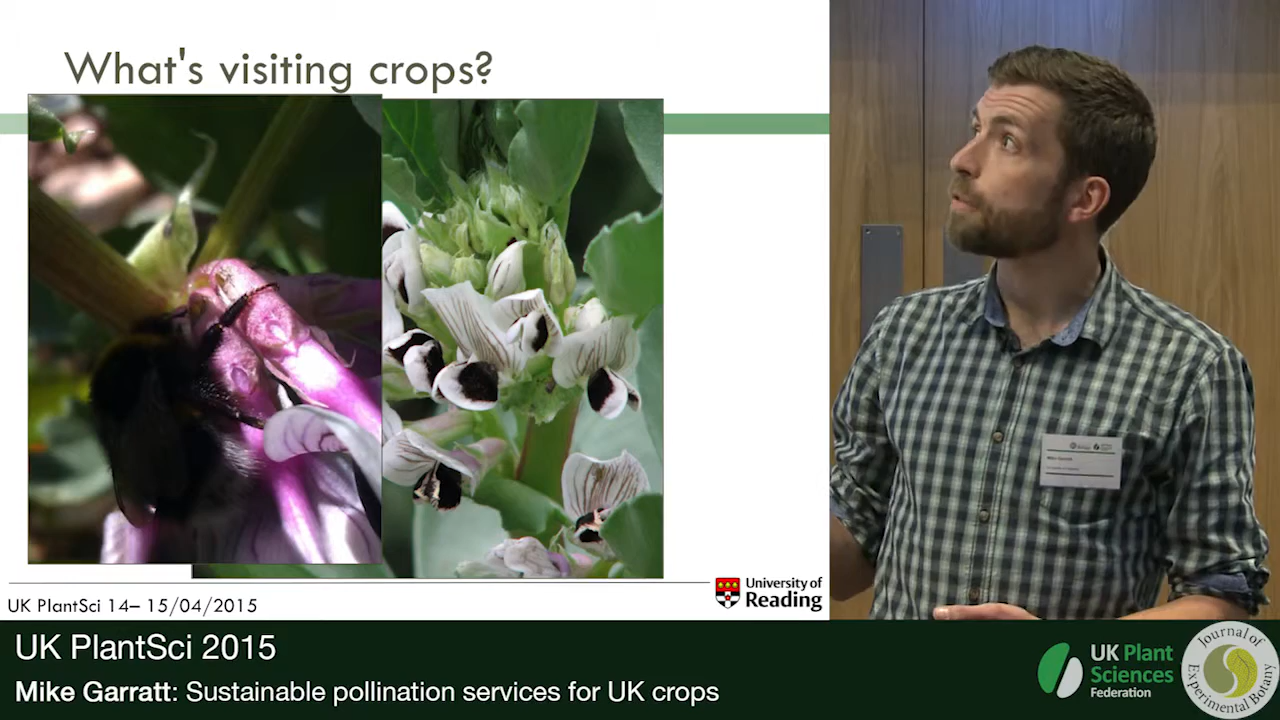 What's visiting crops?
University of
Reading
UK PlantSci 14– 15/04/2015
UK PlantSci 2015
Mike Garratt: Sustainable pollination services for UK crops
UK Plant
Sciences
Federation
Journal of
Experimental Botany